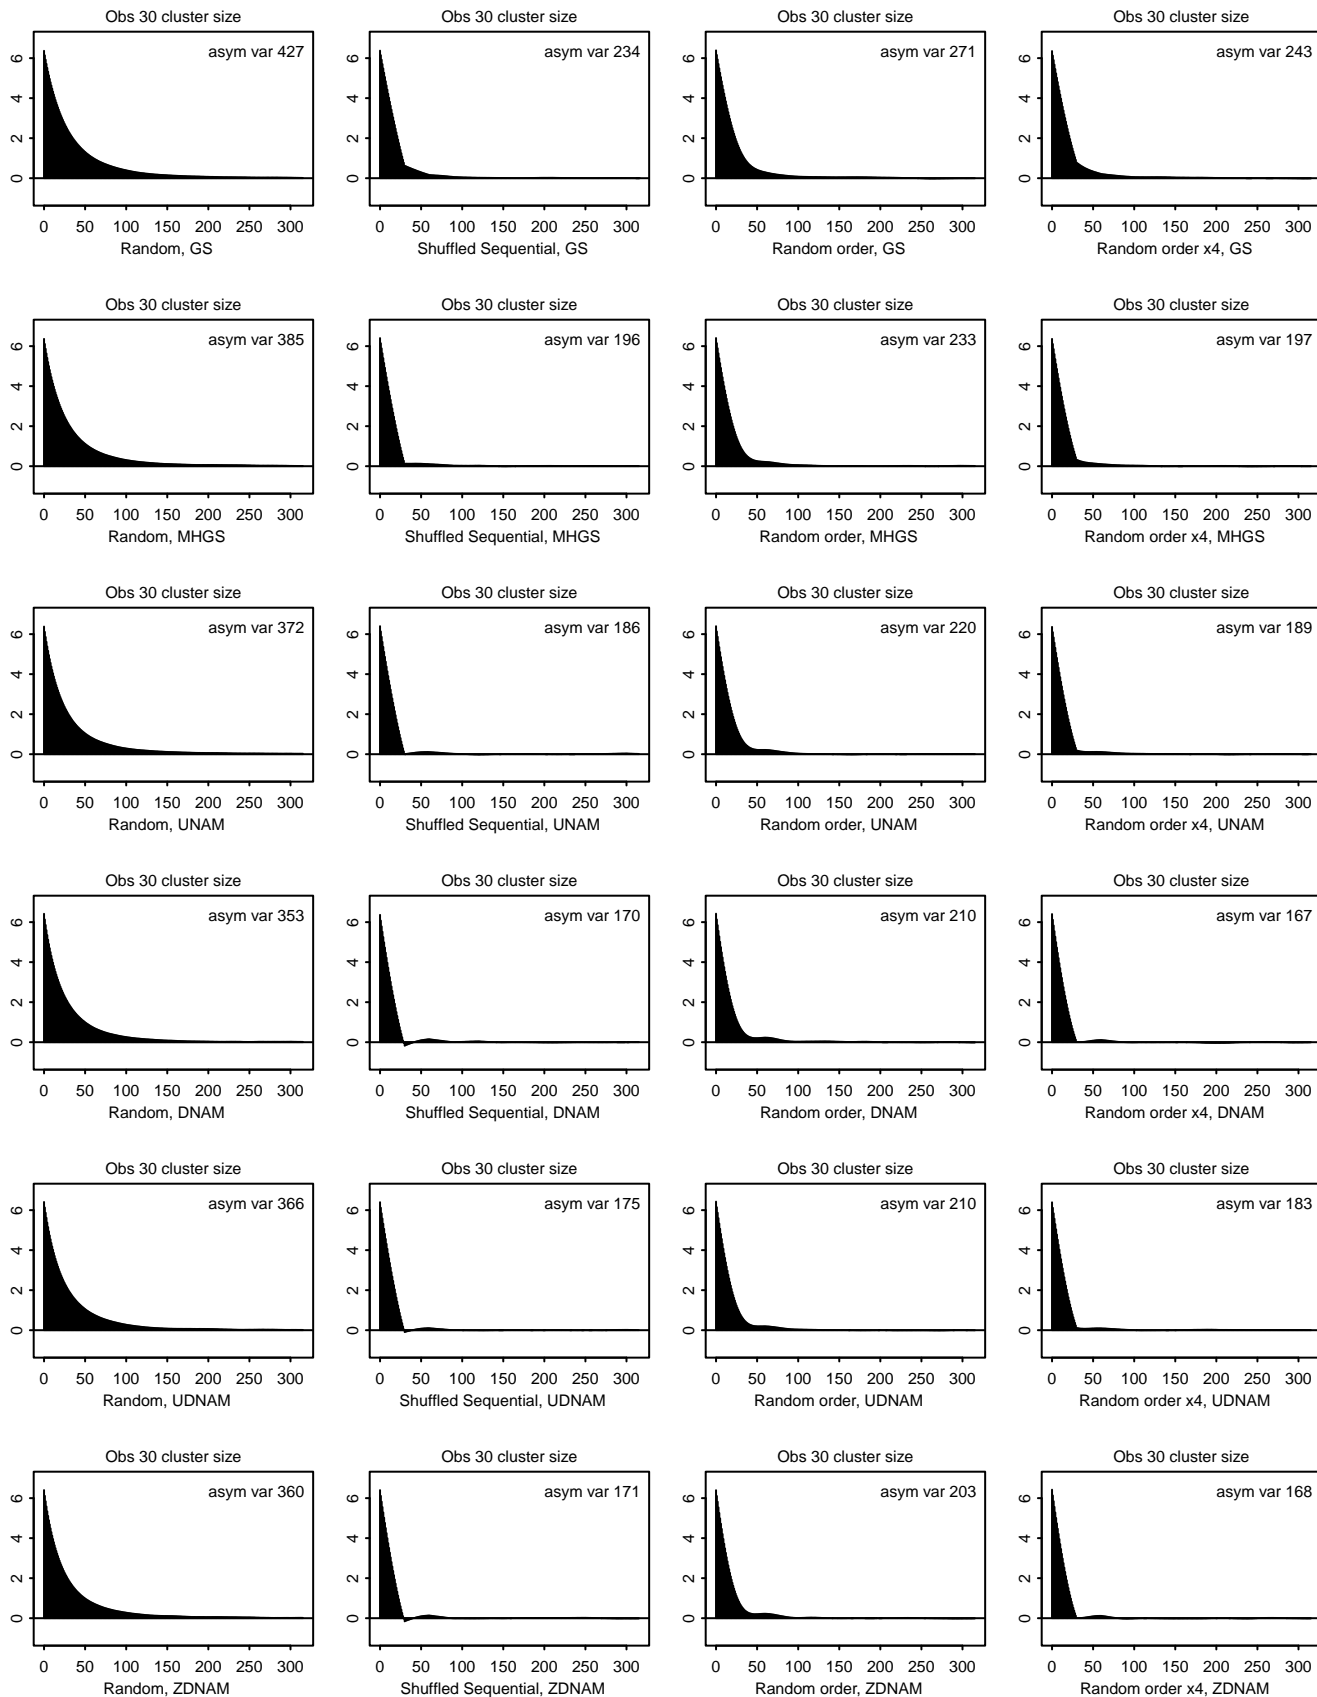 Obs 30 cluster size Obs 30 cluster size Obs 30 cluster size Obs 30 cluster size
asym var 427 asym var 234 asym var 271 asym var 243
6 4 2 0
0 50 100 150 200 250 300 0 50 100 150 200 250 300 0 50 100 150 200 250 300 0 50 100 150 200 250 300
Random, GS Shuffled Sequential, GS Random order, GS Random order x4, GS
Obs 30 cluster size Obs 30 cluster size Obs 30 cluster size Obs 30 cluster size
asym var 385 asym var 196 asym var 233 asym var 197
6 4 2 0
0 50 100 150 200 250 300 0 50 100 150 200 250 300 0 50 100 150 200 250 300 0 50 100 150 200 250 300
Random, MHGS Shuffled Sequential, MHGS Random order, MHGS Random order x4, MHGS
Obs 30 cluster size Obs 30 cluster size Obs 30 cluster size Obs 30 cluster size
asym var 372 asym var 186 asym var 220 asym var 189
6 4 2 0
0 50 100 150 200 250 300 0 50 100 150 200 250 300 0 50 100 150 200 250 300 0 50 100 150 200 250 300
Random, UNAM Shuffled Sequential, UNAM Random order, UNAM Random order x4, UNAM
Obs 30 cluster size Obs 30 cluster size Obs 30 cluster size Obs 30 cluster size
asym var 353 asym var 170 asym var 210 asym var 167
6 4 2 0
0 50 100 150 200 250 300 0 50 100 150 200 250 300 0 50 100 150 200 250 300 0 50 100 150 200 250 300
Random, DNAM Shuffled Sequential, DNAM Random order, DNAM Random order x4, DNAM
Obs 30 cluster size Obs 30 cluster size Obs 30 cluster size Obs 30 cluster size
asym var 366 asym var 175 asym var 210 asym var 183
6 4 2 0
0 50 100 150 200 250 300 0 50 100 150 200 250 300 0 50 100 150 200 250 300 0 50 100 150 200 250 300
Random, UDNAM Shuffled Sequential, UDNAM Random order, UDNAM Random order x4, UDNAM
Obs 30 cluster size Obs 30 cluster size Obs 30 cluster size Obs 30 cluster size
asym var 360 asym var 171 asym var 203 asym var 168
6 4 2 0
0 50 100 150 200 250 300 0 50 100 150 200 250 300 0 50 100 150 200 250 300 0 50 100 150 200 250 300
Random, ZDNAM Shuffled Sequential, ZDNAM Random order, ZDNAM Random order x4, ZDNAM